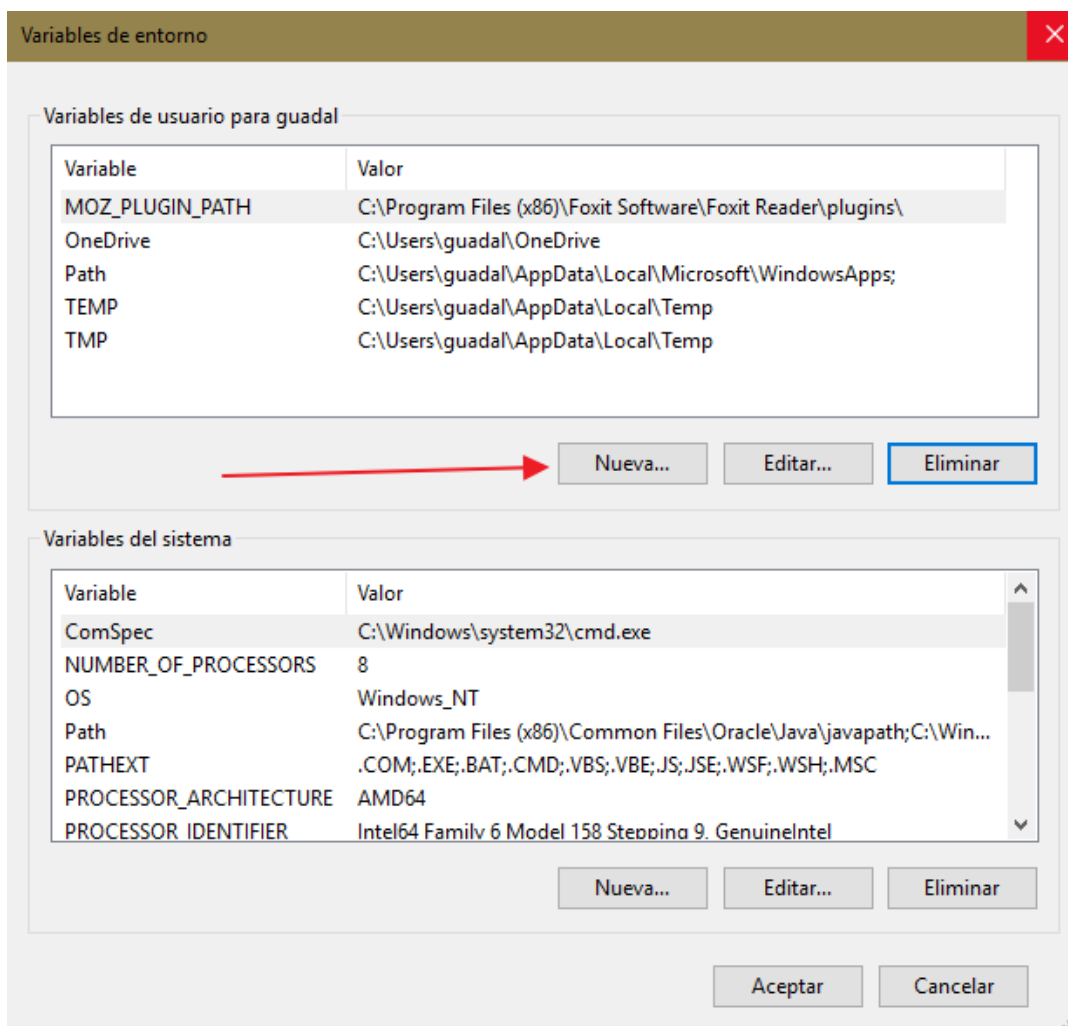 Variables de entorno
Variables de usuario para guadal
Variable Valor
MOZ_PLUGIN_PATH C:\Program Files (x86)\Foxit Software\Foxit Reader\plugins\
OneDrive C:\Users\guadal\OneDrive
Path C:\Users\guadal\AppData\Local\Microsoft\WindowsApps;
TEMP C:\Users\guadal\AppData\Local\Temp
TMP C:\Users\guadal\AppData\Local\Temp
Nueva... Editar... Eliminar
Variables del sistema
Variable Valor
ComSpec C:\Windows\system32\cmd.exe
NUMBER_OF_PROCESSORS 8
OS Windows_NT
Path C:\Program Files (x86)\Common Files\Oracle\Java\javapath;C:\Win...
PATHEXT .COM;.EXE;.BAT;.CMD;.VBS;.VBE;.JS;.JSE;.WSF;.WSH;.MSC
PROCESSOR_ARCHITECTURE AMD64
PROCESSOR_IDENTIFIER Intel64 Family 6 Model 158 Stepping 9, GenuineIntel
Nueva... Editar... Eliminar
Aceptar Cancelar